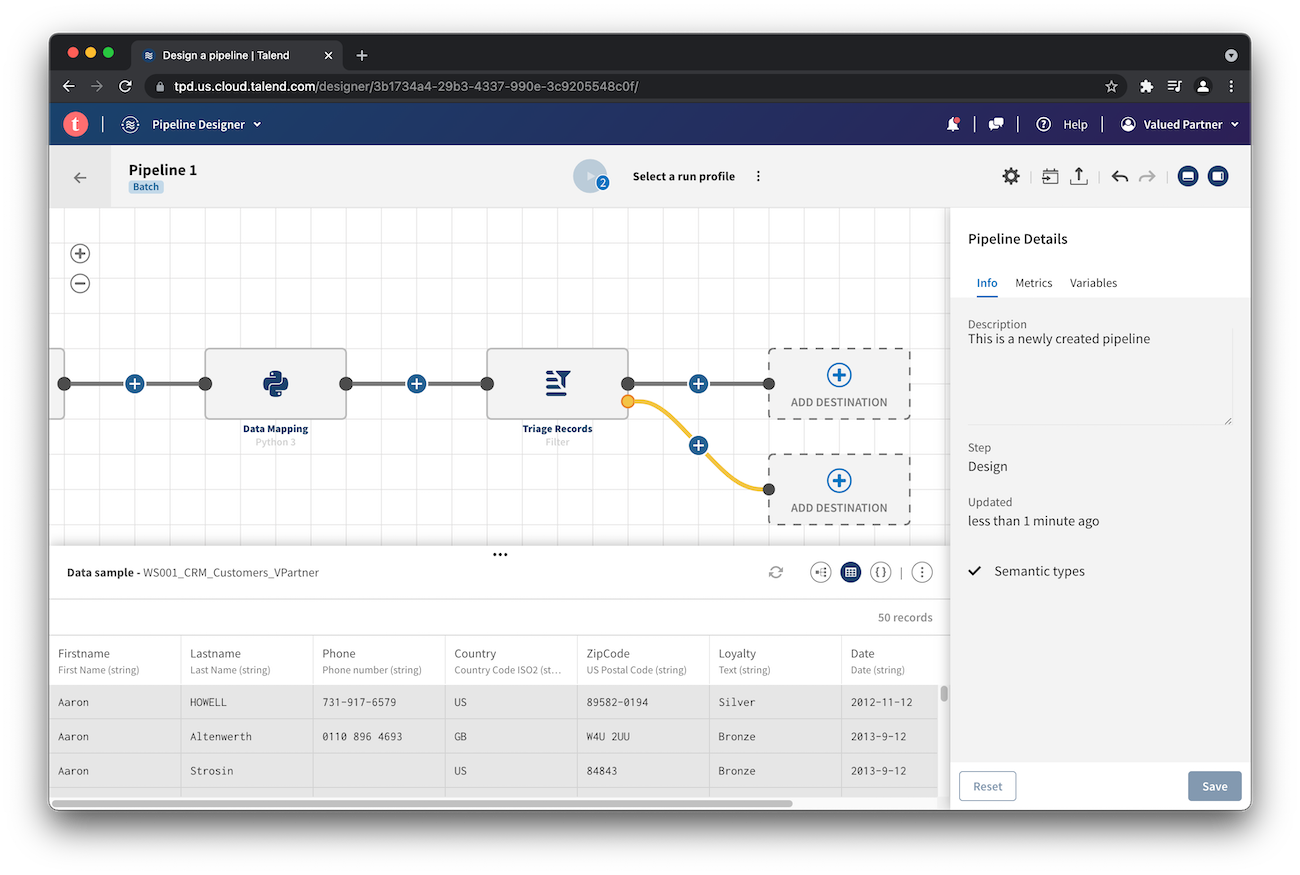 Design a pipeline | Talend
tpd.us.cloud.talend.com/designer/3b1734a4-29b3-4337-990e-3c9205548c0f/
t
Pipeline Designer
Help
Valued Partner
Pipeline 1
Batch
2
Select a run profile
Data Mapping
Python 3
Triage Records
Filter
ADD DESTINATION
ADD DESTINATION
Pipeline Details
Info Metrics Variables
Description
This is a newly created pipeline
Step
Design
Updated
less than 1 minute ago
Semantic types
Reset
Save
Data sample - WS001_CRM_Customers_VPartner
50 records
Firstname Lastname Phone Country ZipCode Loyalty Date
First Name (string) Last Name (string) Phone number (string) Country Code ISO2 (st... US Postal Code (string) Text (string) Date (string)
Aaron HOWELL 731-917-6579 US 89582-0194 Silver 2012-11-12
Aaron Altenwerth 0110 896 4693 GB W4U 2UU Bronze 2013-9-12
Aaron Strosin US 84843 Bronze 2013-9-12